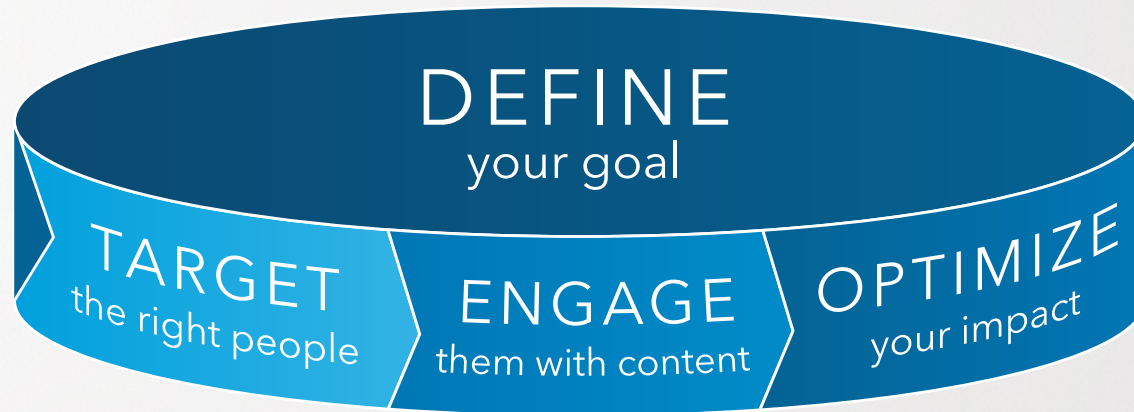 DEFINE
your goal
TARGET
the right people
ENGAGE
them with content
OPTIMIZE
your impact